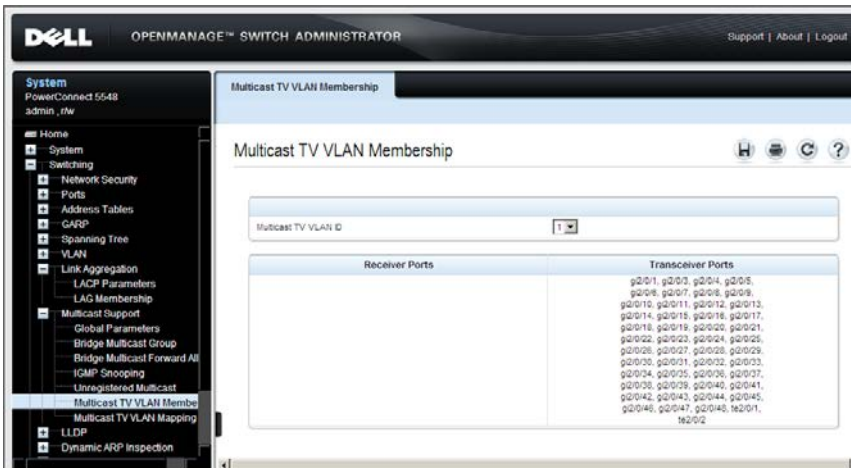 DELL
OPENMANAGE™ SWITCH ADMINISTRATOR
Support | About | Logout
System
PowerConnect 5548
admin , r/w
Home
System
Switching
Network Security
Ports
Address Tables
GARP
Spanning Tree
VLAN
Link Aggregation
LACP Parameters
LAG Membership
Multicast Support
Global Parameters
Bridge Multicast Group
Bridge Multicast Forward All
IGMP Snooping
Unregistered Multicast
Multicast TV VLAN Membe
Multicast TV VLAN Mapping
LLDP
Dynamic ARP Inspection
Multicast TV VLAN Membership
Multicast TV VLAN Membership
Multicast TV VLAN ID
1
Receiver Ports
Transceiver Ports
gi2/0/1, gi2/0/3, gi2/0/4, gi2/0/5,
gi2/0/6, gi2/0/7, gi2/0/8, gi2/0/9,
gi2/0/10, gi2/0/11, gi2/0/12, gi2/0/13,
gi2/0/14, gi2/0/15, gi2/0/16, gi2/0/17,
gi2/0/18, gi2/0/19, gi2/0/20, gi2/0/21,
gi2/0/22, gi2/0/23, gi2/0/24, gi2/0/25,
gi2/0/26, gi2/0/27, gi2/0/28, gi2/0/29,
gi2/0/30, gi2/0/31, gi2/0/32, gi2/0/33,
gi2/0/34, gi2/0/35, gi2/0/36, gi2/0/37,
gi2/0/38, gi2/0/39, gi2/0/40, gi2/0/41,
gi2/0/42, gi2/0/43, gi2/0/44, gi2/0/45,
gi2/0/46, gi2/0/47, gi2/0/48, te2/0/1,
te2/0/2